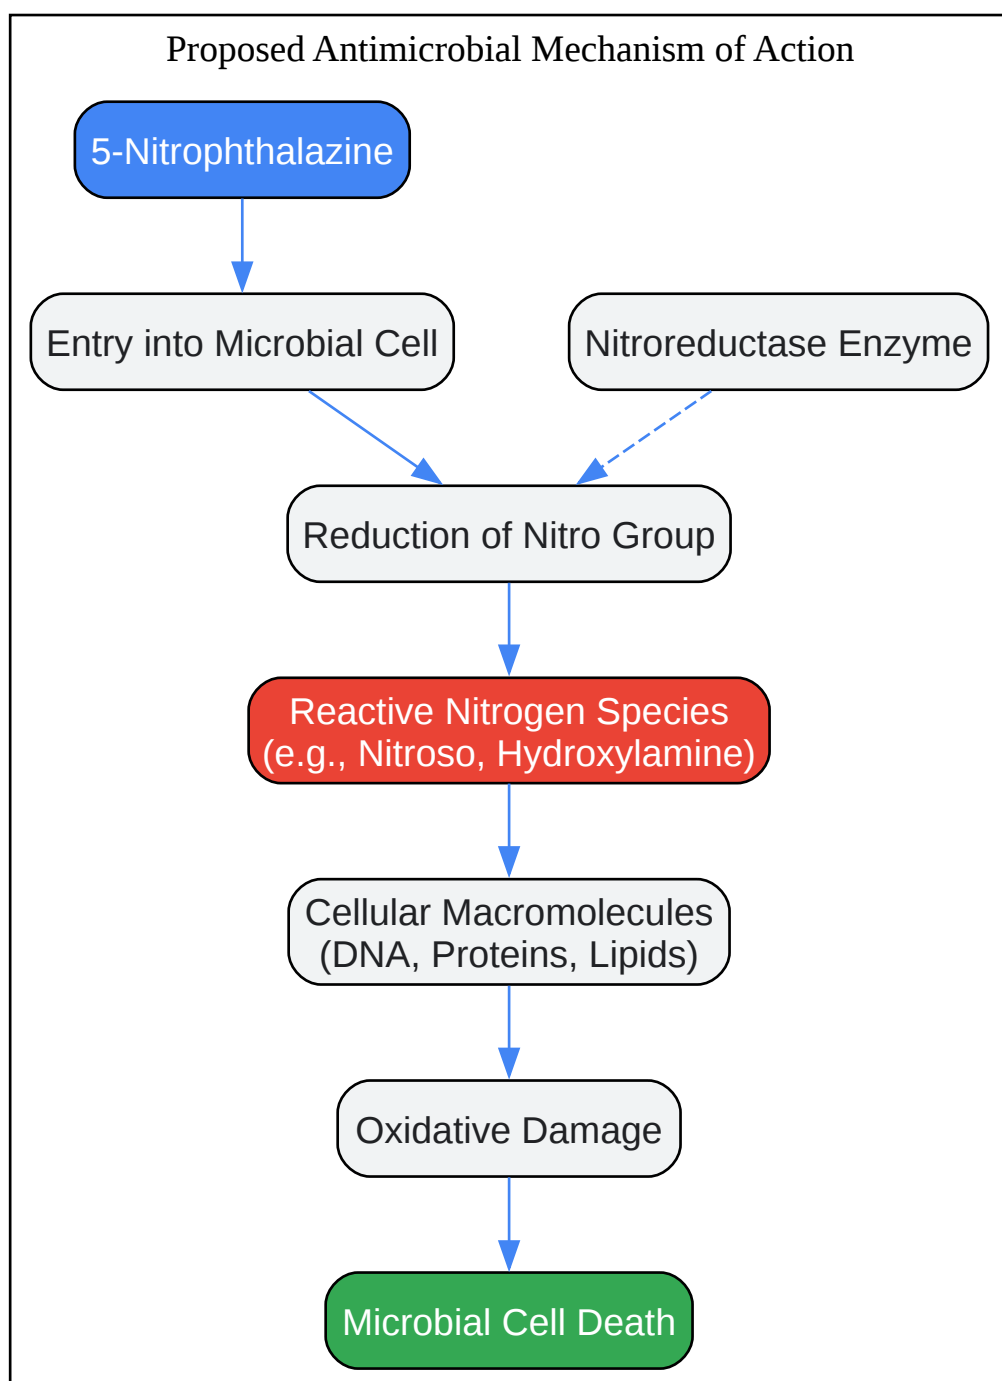 Proposed Antimicrobial Mechanism of Action
5-Nitrophthalazine
Entry into Microbial Cell
Nitroreductase Enzyme
Reduction of Nitro Group
Reactive Nitrogen Species
(e.g., Nitroso, Hydroxylamine)
Cellular Macromolecules
(DNA, Proteins, Lipids)
Oxidative Damage
Microbial Cell Death